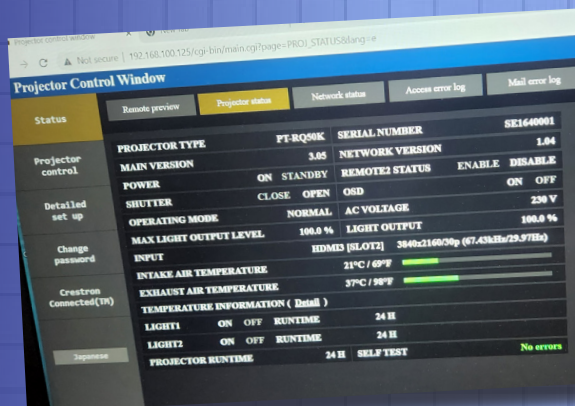 Projector control window
New Tab
Not secure | 192.168.100.125/cgi-bin/main.cgi?page=PROJ_STATUS&lang=e
Projector Control Window
Status
Remote preview
Projector status
Network status
Access error log
Mail error log
Projector control
Detailed set up
Change password
Crestron Connected(TM)
Japanese
PROJECTOR TYPE PT-RQ50K SERIAL NUMBER SE1640001
MAIN VERSION 3.05 NETWORK VERSION 1.04
POWER ON STANDBY REMOTE2 STATUS ENABLE DISABLE
SHUTTER CLOSE OPEN OSD ON OFF
OPERATING MODE NORMAL AC VOLTAGE 230 V
MAX LIGHT OUTPUT LEVEL 100.0 % LIGHT OUTPUT 100.0 %
INPUT HDMI3 [SLOT2] 3840x2160/30p (67.43kHz/29.97Hz)
INTAKE AIR TEMPERATURE 21°C / 69°F
EXHAUST AIR TEMPERATURE 37°C / 98°F
TEMPERATURE INFORMATION ( Detail )
LIGHT1 ON OFF RUNTIME 24 H
LIGHT2 ON OFF RUNTIME 24 H
PROJECTOR RUNTIME 24 H SELF TEST No errors